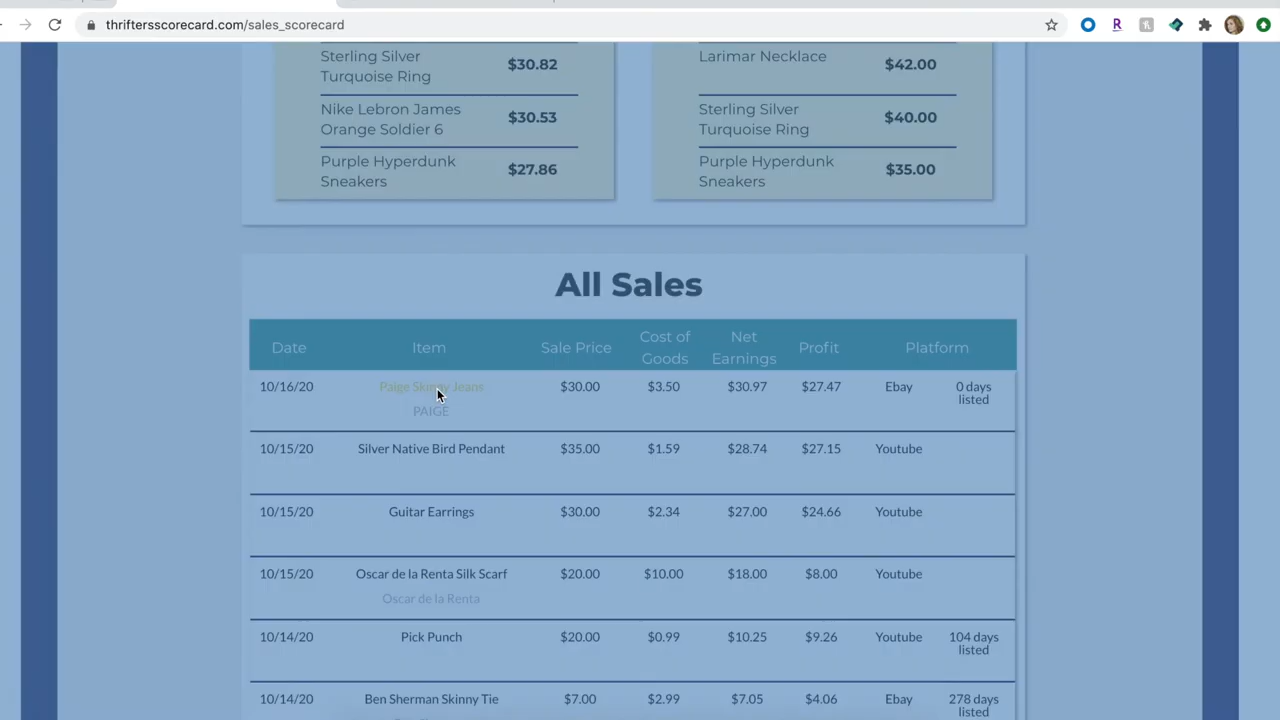 thriftersscorecard.com/sales_scorecard
Sterling Silver
Turquoise Ring
$30.82
Larimar Necklace
$42.00
Nike Lebron James
Orange Soldier 6
$30.53
Sterling Silver
Turquoise Ring
$40.00
Purple Hyperdunk
Sneakers
$27.86
Purple Hyperdunk
Sneakers
$35.00
All Sales
Date Item Sale Price Cost of Goods Net Earnings Profit Platform
10/16/20 Paige Skinny Jeans $30.00 $3.50 $30.97 $27.47 Ebay 0 days listed
PAIGE
10/15/20 Silver Native Bird Pendant $35.00 $1.59 $28.74 $27.15 Youtube
10/15/20 Guitar Earrings $30.00 $2.34 $27.00 $24.66 Youtube
10/15/20 Oscar de la Renta Silk Scarf $20.00 $10.00 $18.00 $8.00 Youtube
Oscar de la Renta
10/14/20 Pick Punch $20.00 $0.99 $10.25 $9.26 Youtube 104 days listed
10/14/20 Ben Sherman Skinny Tie $7.00 $2.99 $7.05 $4.06 Ebay 278 days listed